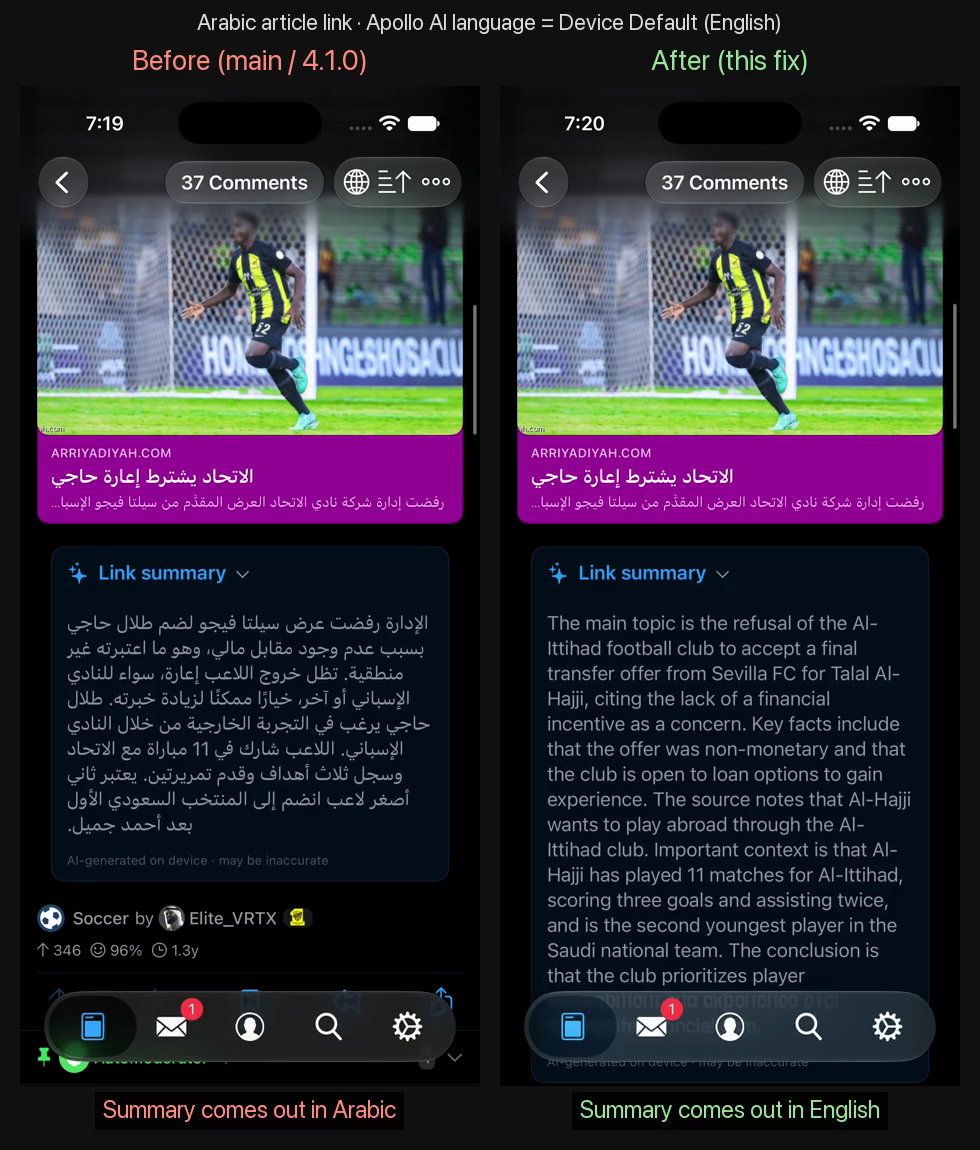 Arabic article link · Apollo AI language = Device Default (English)
Before (main / 4.1.0)
7:19
37 Comments
ARRIYADIYAH.COM
الاتحاد يشترط إعارة حاجي
رفضت إدارة شركة نادي الاتحاد العرض المقدَّم من سيلتا فيجو الإسبا...
Link summary
الإدارة رفضت عرض سيلتا فيجو لضم طلال حاجي
بسبب عدم وجود مقابل مالي، وهو ما اعتبرته غير
منطقية. تظل خروج اللاعب إعارة، سواء للنادي
الإسباني أو آخر، خيارًا ممكنًا لزيادة خبرته. طلال
حاجي يرغب في التجربة الخارجية من خلال النادي
الإسباني. اللاعب شارك في 11 مباراة مع الاتحاد
وسجل ثلاث أهداف وقدم تمريرتين. يعتبر ثاني
أصغر لاعب انضم إلى المنتخب السعودي الأول
بعد أحمد جميل.
AI-generated on device · may be inaccurate
Soccer by Elite_VRTX
346 96% 1.3y
1
Summary comes out in Arabic
After (this fix)
7:20
37 Comments
ARRIYADIYAH.COM
الاتحاد يشترط إعارة حاجي
رفضت إدارة شركة نادي الاتحاد العرض المقدَّم من سيلتا فيجو الإسبا...
Link summary
The main topic is the refusal of the Al-
Ittihad football club to accept a final
transfer offer from Sevilla FC for Talal Al-
Hajji, citing the lack of a financial
incentive as a concern. Key facts include
that the offer was non-monetary and that
the club is open to loan options to gain
experience. The source notes that Al-Hajji
wants to play abroad through the Al-
Ittihad club. Important context is that Al-
Hajji has played 11 matches for Al-Ittihad,
scoring three goals and assisting twice,
and is the second youngest player in the
Saudi national team. The conclusion is
that the club prioritizes player
1
AI-generated on device · may be inaccurate
Summary comes out in English